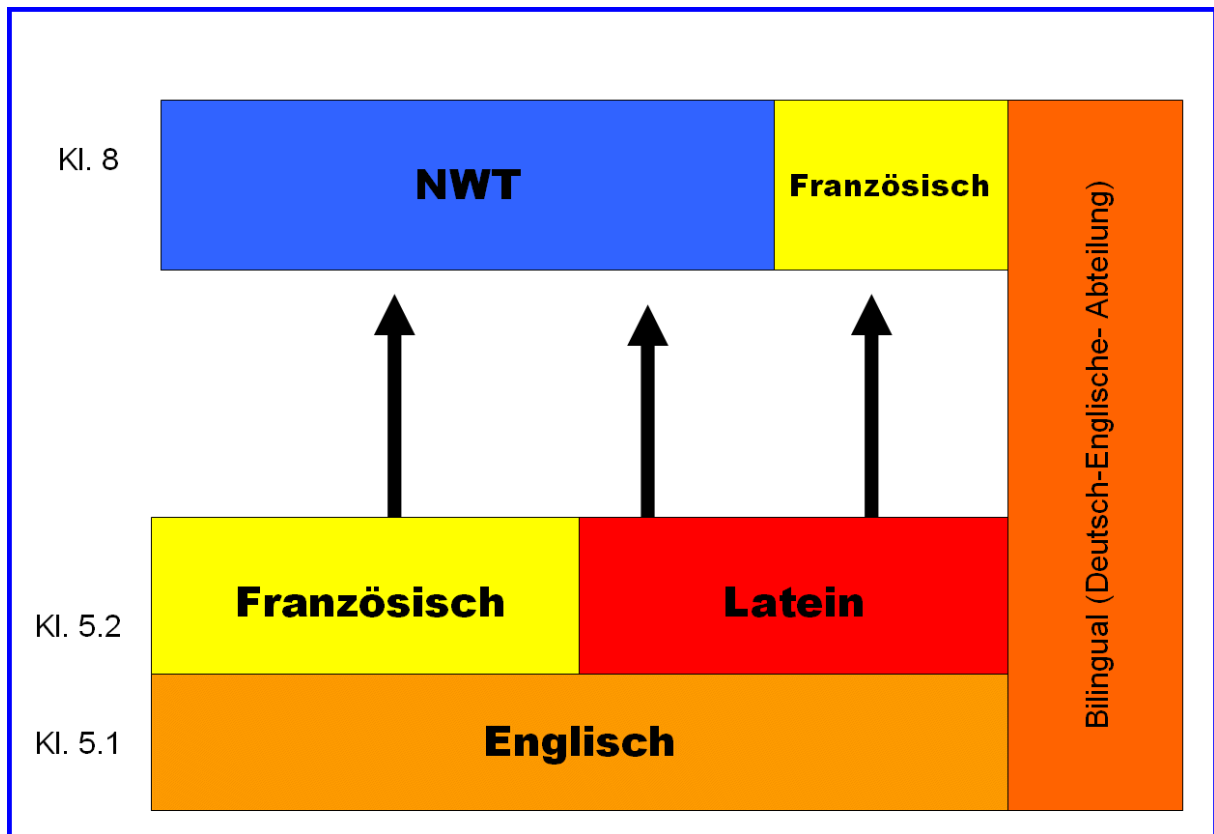 Kl. 8
NWT
Französisch
Bilingual (Deutsch-Englische- Abteilung)
Kl. 5.2
Französisch
Latein
Kl. 5.1
Englisch